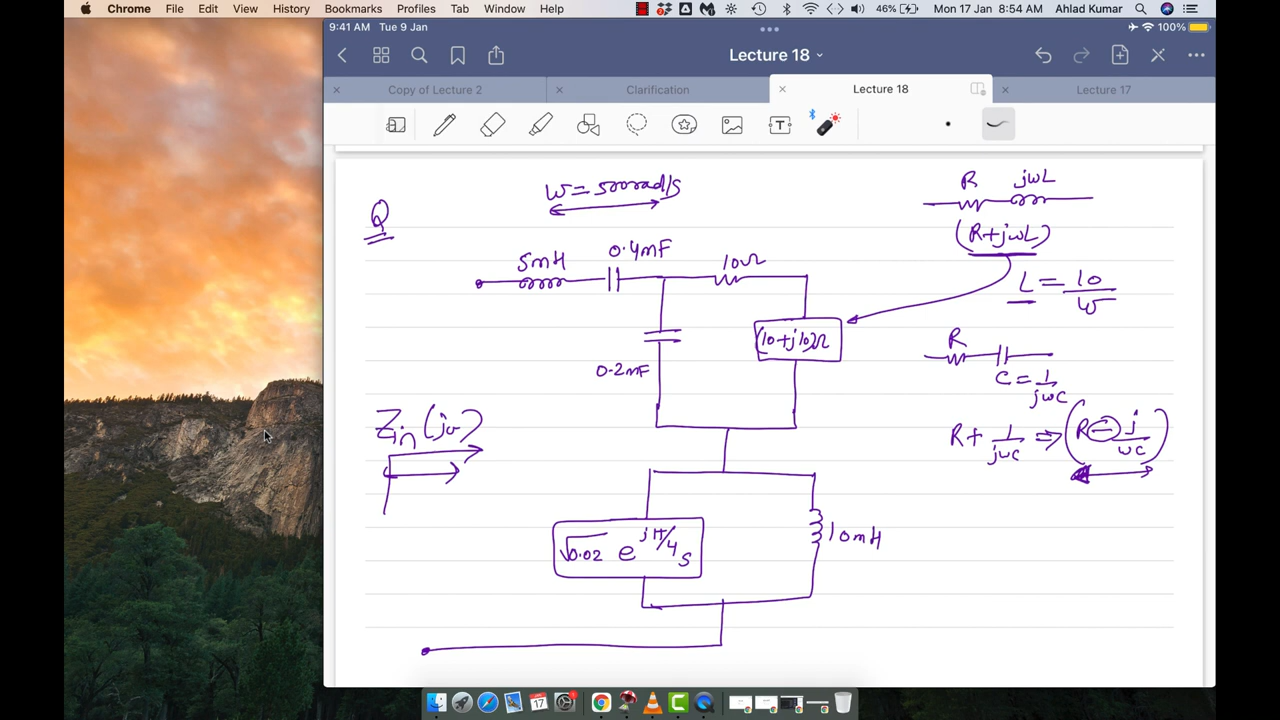 Chrome File Edit View History Bookmarks Profiles Tab Window Help 46% Mon 17 Jan 8:54 AM Ahlad Kumar
9:41 AM Tue 9 Jan 100%
Lecture 18
Copy of Lecture 2 Clarification Lecture 18 Lecture 17
Q
W = 500rad/s
R jωL
(R+jωL)
L = 10/ω
5mH 0.4mF 10Ω
(10+j10)Ω
0.2mF
R
C = 1/jωC
Zin(jω)
R + 1/jωC ⇒ (R - j/ωC)
√0.02 e^jπ/4 S
10mH
17